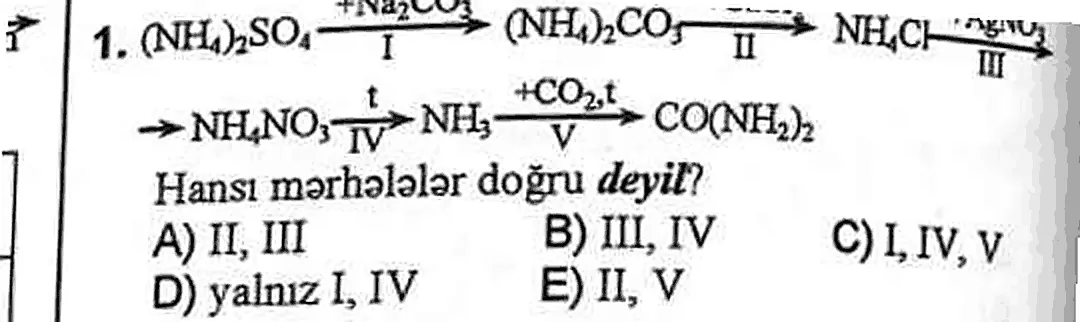 1. (NH₄)₂SO₄ +Na₂CO₃ I → (NH₄)₂CO₃ II → NH₄Cl +AgNO₃ III →
→ NH₄NO₃ t IV → NH₃ +CO₂,t V → CO(NH₂)₂
Hansı mərhələlər doğru deyil?
A) II, III B) III, IV C) I, IV, V
D) yalnız I, IV E) II, V